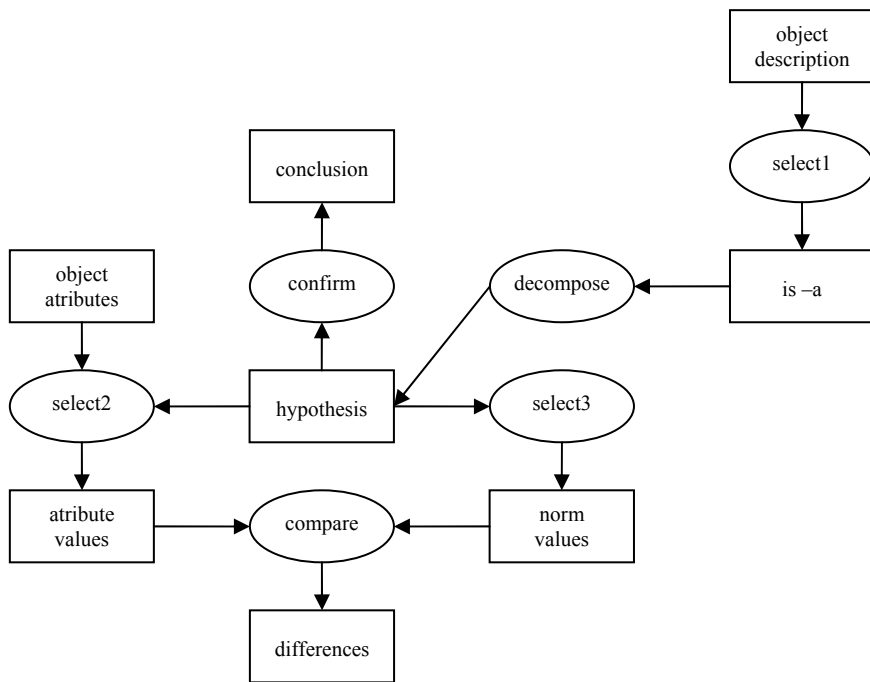 object
description
select1
conclusion
object
atributes
confirm
decompose
is –a
select2
hypothesis
select3
atribute
values
compare
norm
values
differences